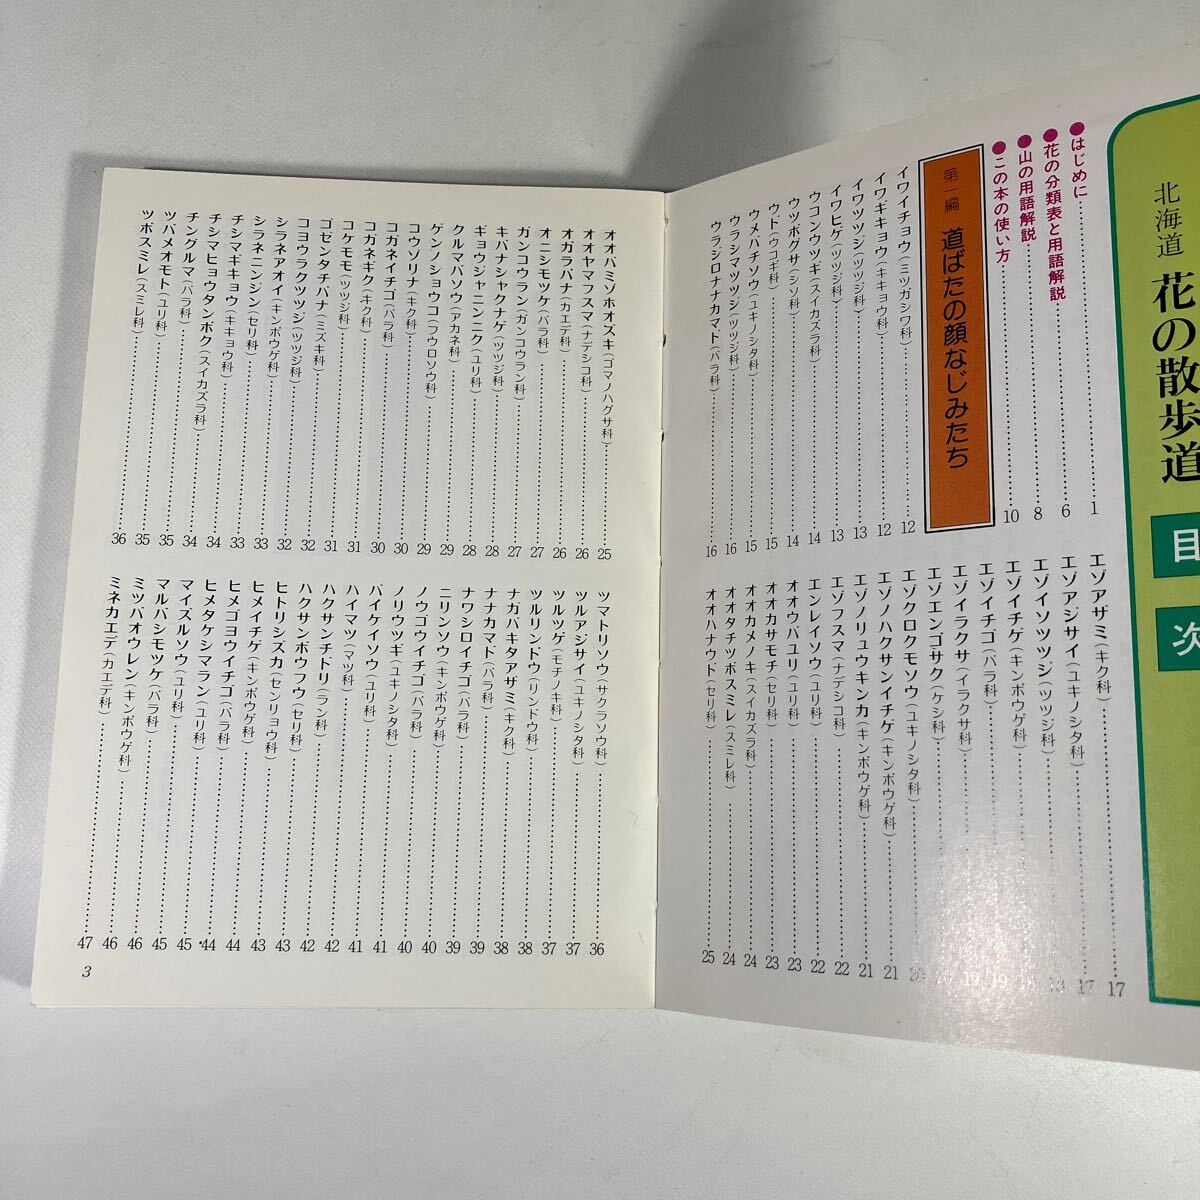 北海道 花の散歩道
目
次
●はじめに 1
●花の分類表と用語解説 6
●山の用語解説 8
●この本の使い方 10
第一編 道ばたの顔なじみたち
イワイチョウ(ミツガシワ科) 12
イワギキョウ(キキョウ科) 12
イワツツジ(ツツジ科) 13
イワヒゲ(ツツジ科) 13
ウコンウツギ(スイカズラ科) 14
ウツボグサ(シソ科) 14
ウド(ウコギ科) 15
ウメバチソウ(ユキノシタ科) 15
ウラシマツツジ(ツツジ科) 16
ウラジロナナカマド(バラ科) 16
エゾアザミ(キク科) 17
エゾアジサイ(ユキノシタ科) 17
エゾイソツツジ(ツツジ科)
エゾイチゲ(キンポウゲ科)
エゾイチゴ(バラ科) 19
エゾイラクサ(イラクサ科) 19
エゾエンゴサク(ケシ科)
エゾクロクモソウ(ユキノシタ科) 20
エゾノハクサンイチゲ(キンポウゲ科) 21
エゾノリュウキンカ(キンポウゲ科) 21
エゾフスマ(ナデシコ科) 22
エンレイソウ(ユリ科) 22
オオウバユリ(ユリ科) 23
オオカサモチ(セリ科) 23
オオカメノキ(スイカズラ科) 24
オオタチツボスミレ(スミレ科) 24
オオハナウド(セリ科) 25
オオバミゾホオズキ(ゴマノハグサ科) 25
オオヤマフスマ(ナデシコ科) 26
オガラバナ(カエデ科) 26
オニシモツケ(バラ科) 27
ガンコウラン(ガンコウラン科) 27
キバナシャクナゲ(ツツジ科) 28
ギョウジャニンニク(ユリ科) 28
クルマバソウ(アカネ科) 29
ゲンノショウコ(フウロソウ科) 29
コウゾリナ(キク科) 30
コガネイチゴ(バラ科) 30
コガネギク(キク科) 31
コケモモ(ツツジ科) 31
ゴゼンタチバナ(ミズキ科) 32
コヨウラクツツジ(ツツジ科) 32
シラネアオイ(キンポウゲ科) 33
シラネニンジン(セリ科) 33
チシマギキョウ(キキョウ科) 34
チシマヒョウタンボク(スイカズラ科) 34
チングルマ(バラ科) 35
ツバメオモト(ユリ科) 35
ツボスミレ(スミレ科) 36
ツマトリソウ(サクラソウ科) 36
ツルアジサイ(ユキノシタ科) 37
ツルツゲ(モチノキ科) 37
ツルリンドウ(リンドウ科) 38
ナガバキタアザミ(キク科) 38
ナナカマド(バラ科) 39
ナワシロイチゴ(バラ科) 39
ニリンソウ(キンポウゲ科) 40
ノウゴウイチゴ(バラ科) 40
ノリウツギ(ユキノシタ科) 41
バイケイソウ(ユリ科) 41
ハイマツ(マツ科) 42
ハクサンチドリ(ラン科) 42
ハクサンボウフウ(セリ科) 43
ヒトリシズカ(センリョウ科) 43
ヒメイチゲ(キンポウゲ科) 44
ヒメゴヨウイチゴ(バラ科) 44
ヒメタケシマラン(ユリ科) 45
マイズルソウ(ユリ科) 45
マルバシモツケ(バラ科) 46
ミツバオウレン(キンポウゲ科) 46
ミネカエデ(カエデ科) 47
3